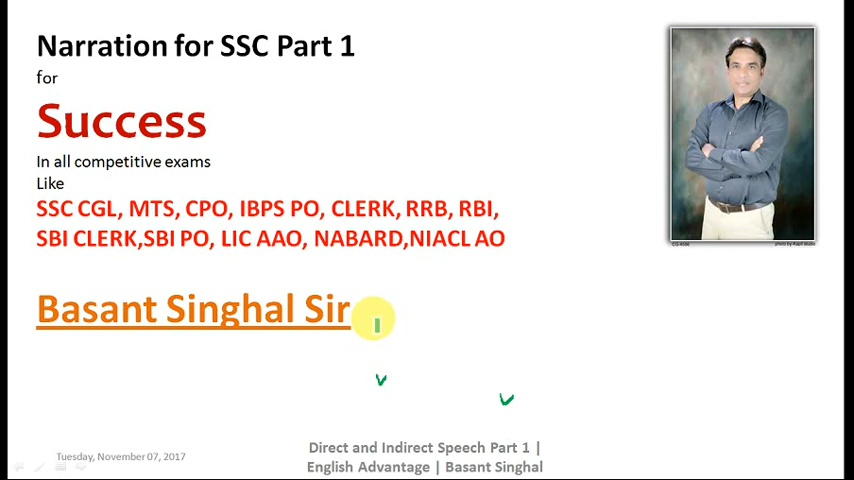 Narration for SSC Part 1
for
Success
In all competitive exams
Like
SSC CGL, MTS, CPO, IBPS PO, CLERK, RRB, RBI,
SBI CLERK,SBI PO, LIC AAO, NABARD,NIACL AO
Basant Singhal Sir
Tuesday, November 07, 2017
Direct and Indirect Speech Part 1 |
English Advantage | Basant Singhal